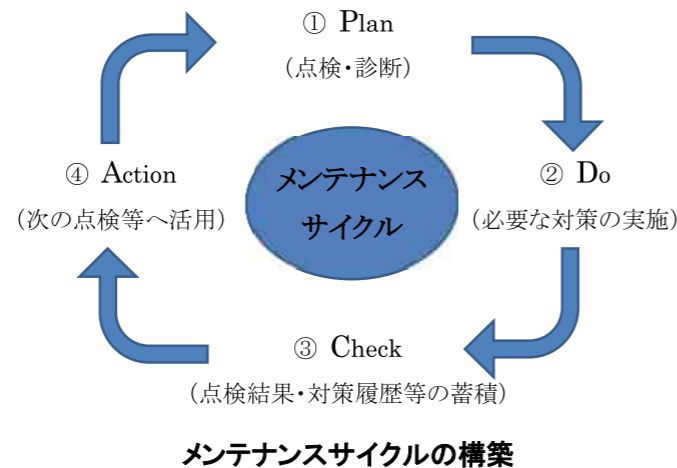 ① Plan
（点検・診断）
② Do
（必要な対策の実施）
③ Check
（点検結果・対策履歴等の蓄積）
④ Action
（次の点検等へ活用）
メンテナンス
サイクル
メンテナンスサイクルの構築